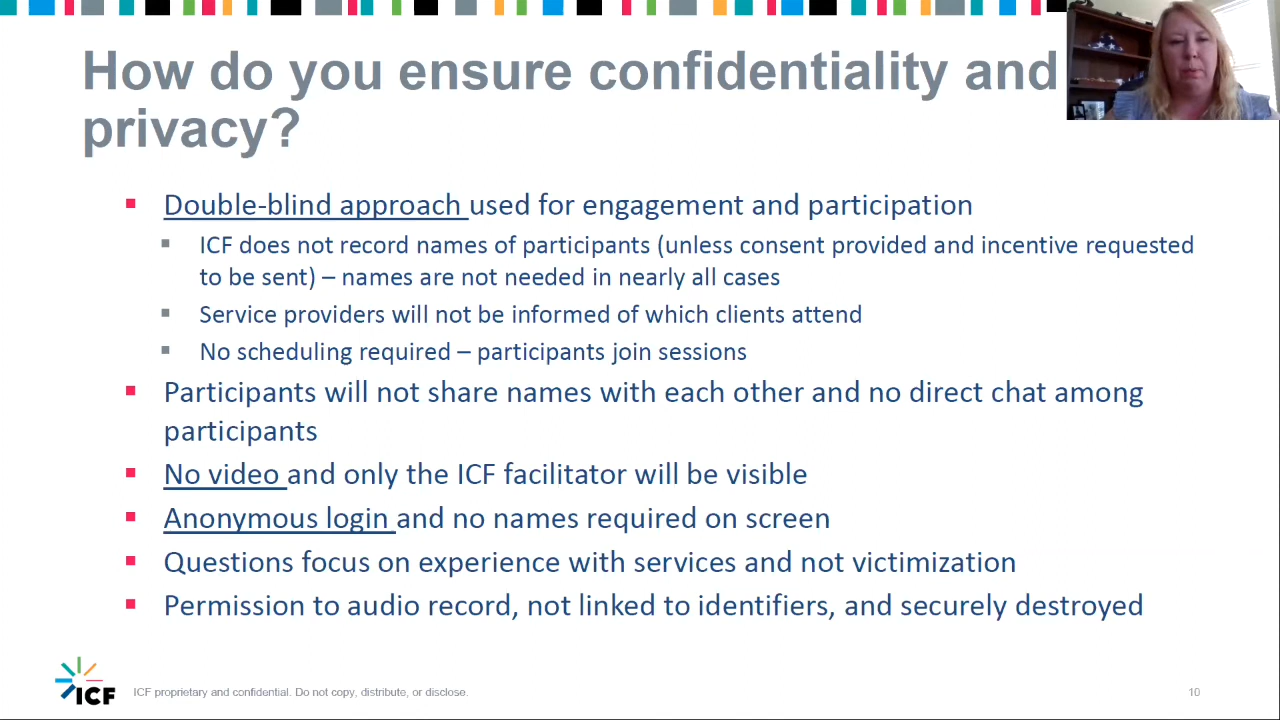 How do you ensure confidentiality and
privacy?
Double-blind approach used for engagement and participation
ICF does not record names of participants (unless consent provided and incentive requested
to be sent) – names are not needed in nearly all cases
Service providers will not be informed of which clients attend
No scheduling required – participants join sessions
Participants will not share names with each other and no direct chat among
participants
No video and only the ICF facilitator will be visible
Anonymous login and no names required on screen
Questions focus on experience with services and not victimization
Permission to audio record, not linked to identifiers, and securely destroyed
ICF
ICF proprietary and confidential. Do not copy, distribute, or disclose.
10